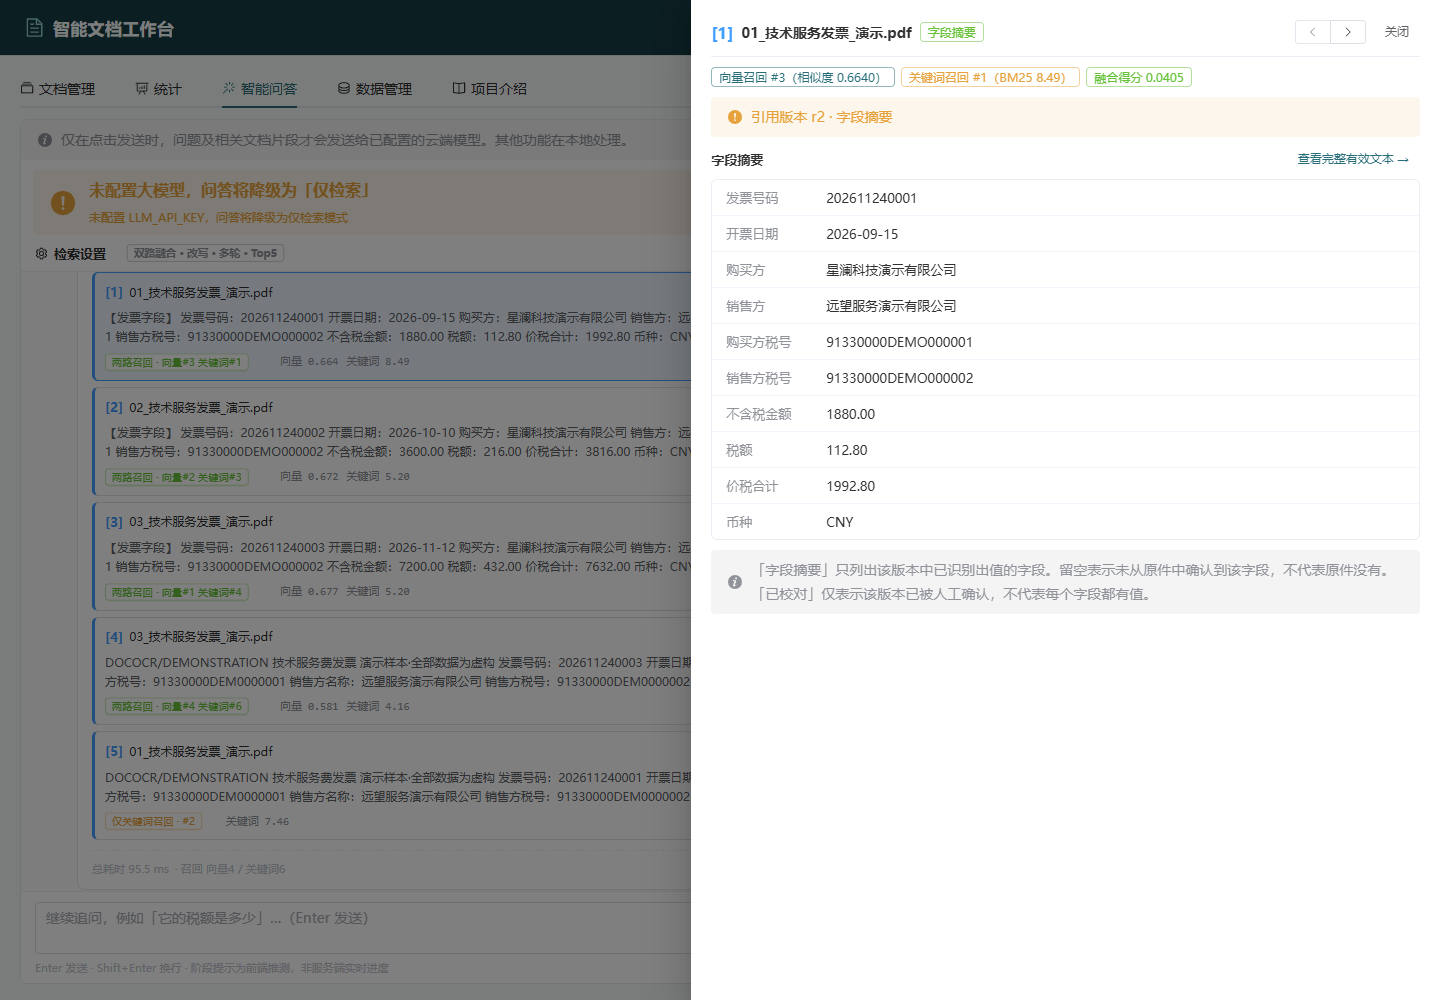 智能文档工作台
文档管理
统计
智能问答
数据管理
项目介绍
仅在点击发送时，问题及相关文档片段才会发送给已配置的云端模型。其他功能在本地处理。
未配置大模型，问答将降级为「仅检索」
未配置 LLM_API_KEY，问答将降级为仅检索模式
检索设置
双路融合 • 改写 • 多轮 • Top5
[1] 01_技术服务发票_演示.pdf
【发票字段】 发票号码：202611240001 开票日期：2026-09-15 购买方：星澜科技演示有限公司 销售方：远
1 销售方税号：91330000DEMO000002 不含税金额：1880.00 税额：112.80 价税合计：1992.80 币种：CNY
两路召回 · 向量#3 关键词#1
向量 0.664 关键词 8.49
[2] 02_技术服务发票_演示.pdf
【发票字段】 发票号码：202611240002 开票日期：2026-10-10 购买方：星澜科技演示有限公司 销售方：远
1 销售方税号：91330000DEMO000002 不含税金额：3600.00 税额：216.00 价税合计：3816.00 币种：CNY
两路召回 · 向量#2 关键词#3
向量 0.672 关键词 5.20
[3] 03_技术服务发票_演示.pdf
【发票字段】 发票号码：202611240003 开票日期：2026-11-12 购买方：星澜科技演示有限公司 销售方：远
1 销售方税号：91330000DEMO000002 不含税金额：7200.00 税额：432.00 价税合计：7632.00 币种：CNY
两路召回 · 向量#1 关键词#4
向量 0.677 关键词 5.20
[4] 03_技术服务发票_演示.pdf
DOCOCR/DEMONSTRATION 技术服务费发票 演示样本·全部数据为虚构 发票号码：202611240003 开票日期
方税号：91330000DEM0000001 销售方名称：远望服务演示有限公司 销售方税号：91330000DEM0000002
两路召回 · 向量#4 关键词#6
向量 0.581 关键词 4.16
[5] 01_技术服务发票_演示.pdf
DOCOCR/DEMONSTRATION 技术服务费发票 演示样本·全部数据为虚构 发票号码：202611240001 开票日期
方税号：91330000DEM0000001 销售方名称：远望服务演示有限公司 销售方税号：91330000DEM0000002
仅关键词召回 · #2
关键词 7.46
总耗时 95.5 ms · 召回 向量4 / 关键词6
继续追问，例如「它的税额是多少」…（Enter 发送）
Enter 发送 · Shift+Enter 换行 · 阶段提示为前端推测，非服务端实时进度
[1] 01_技术服务发票_演示.pdf 字段摘要
关闭
向量召回 #3（相似度 0.6640）
关键词召回 #1（BM25 8.49）
融合得分 0.0405
引用版本 r2 · 字段摘要
字段摘要
查看完整有效文本 →
发票号码 202611240001
开票日期 2026-09-15
购买方 星澜科技演示有限公司
销售方 远望服务演示有限公司
购买方税号 91330000DEMO000001
销售方税号 91330000DEMO000002
不含税金额 1880.00
税额 112.80
价税合计 1992.80
币种 CNY
「字段摘要」只列出该版本中已识别出值的字段。留空表示未从原件中确认到该字段，不代表原件没有。
「已校对」仅表示该版本已被人工确认，不代表每个字段都有值。